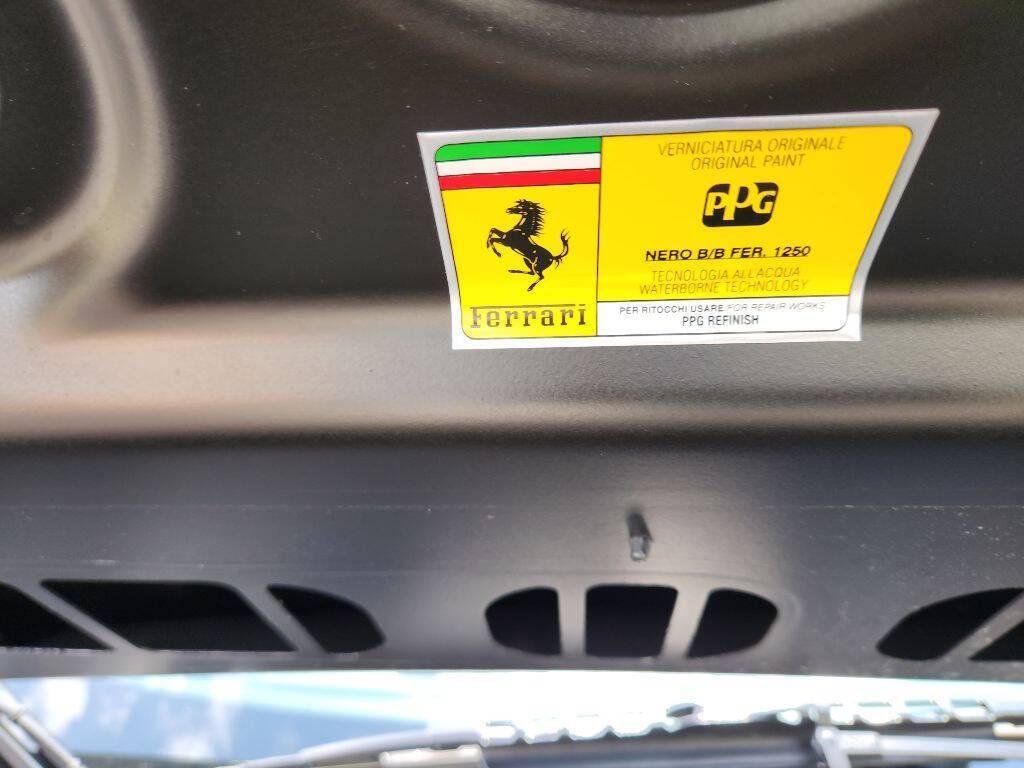 VERNICIATURA ORIGINALE
ORIGINAL PAINT
PPG
NERO B/B FER. 1250
TECNOLOGIA ALL'ACQUA
WATERBORNE TECHNOLOGY
PER RITOCCHI USARE FOR REPAIR WORKS
PPG REFINISH
Ferrari